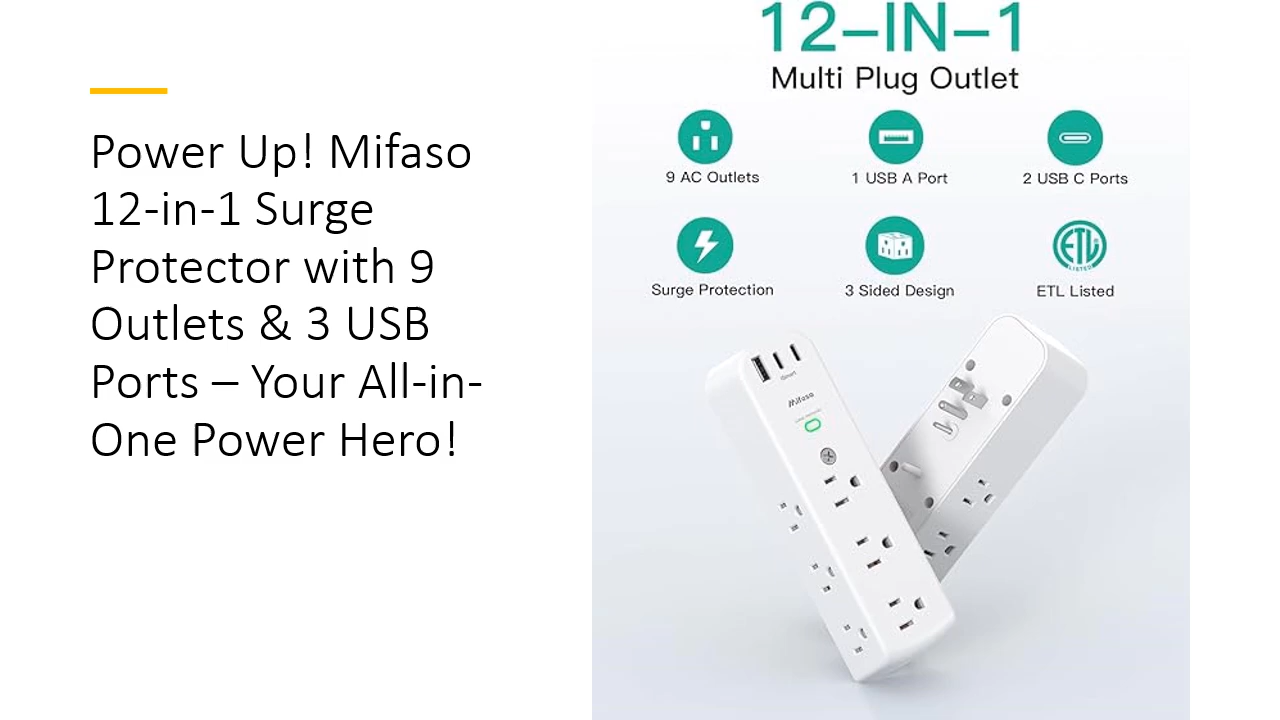 Power Up! Mifaso
12-in-1 Surge
Protector with 9
Outlets & 3 USB
Ports – Your All-in-
One Power Hero!
12–IN–1
Multi Plug Outlet
9 AC Outlets
1 USB A Port
2 USB C Ports
ETL
LISTED
Surge Protection
3 Sided Design
ETL Listed
Mifaso